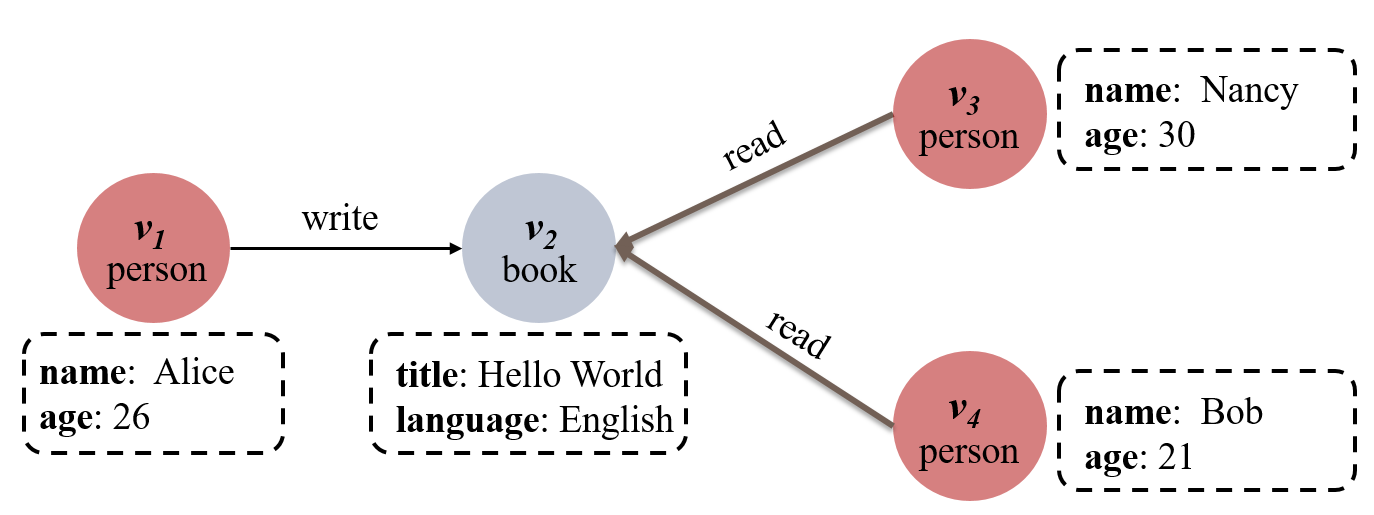 v1
person
name: Alice
age: 26
write
v2
book
title: Hello World
language: English
read
read
v3
person
name: Nancy
age: 30
v4
person
name: Bob
age: 21